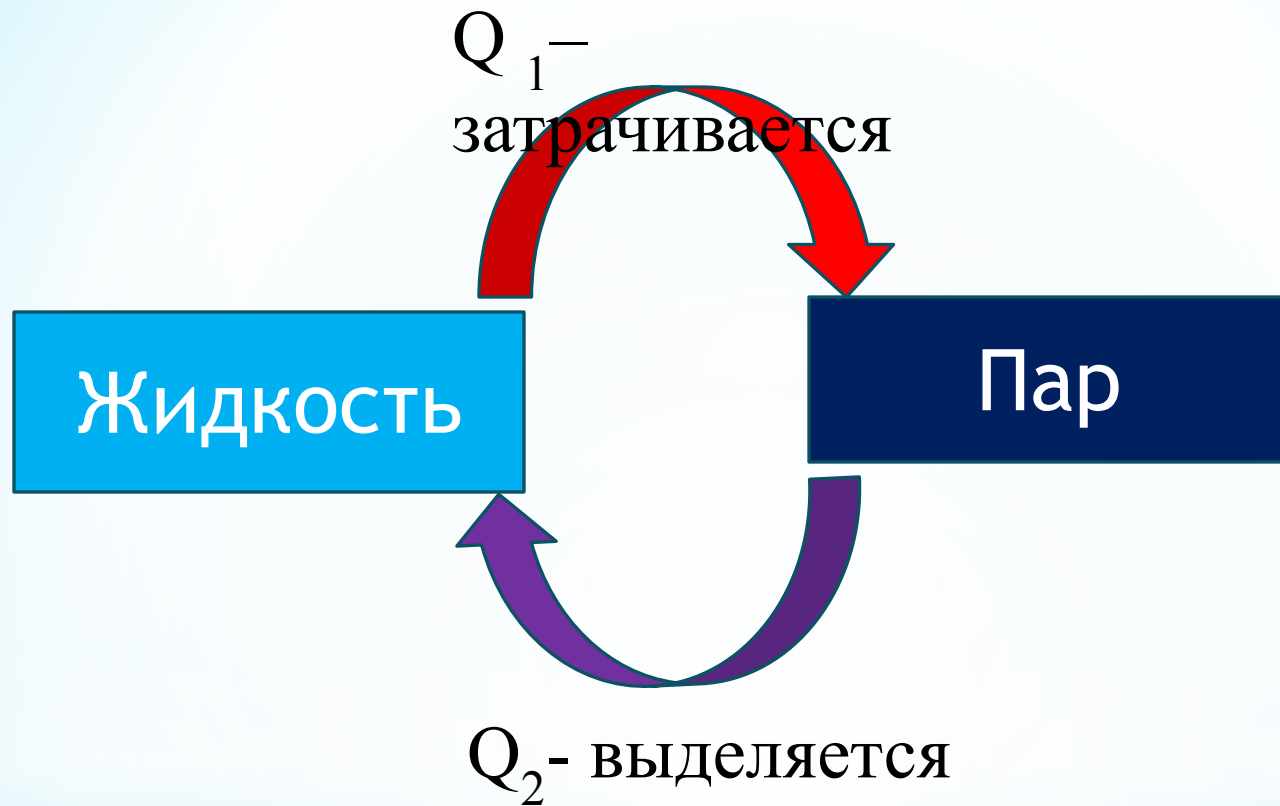 Q ₁–
затрачивается
Жидкость
Пар
Q₂- выделяется